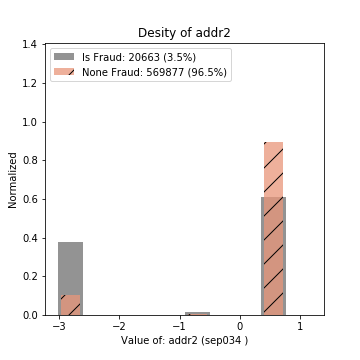 Desity of addr2
Is Fraud: 20663 (3.5%)
None Fraud: 569877 (96.5%)
1.4
1.2
1.0
0.8
0.6
0.4
0.2
0.0
Normalized
−3
−2
−1
0
1
Value of: addr2 (sep034 )